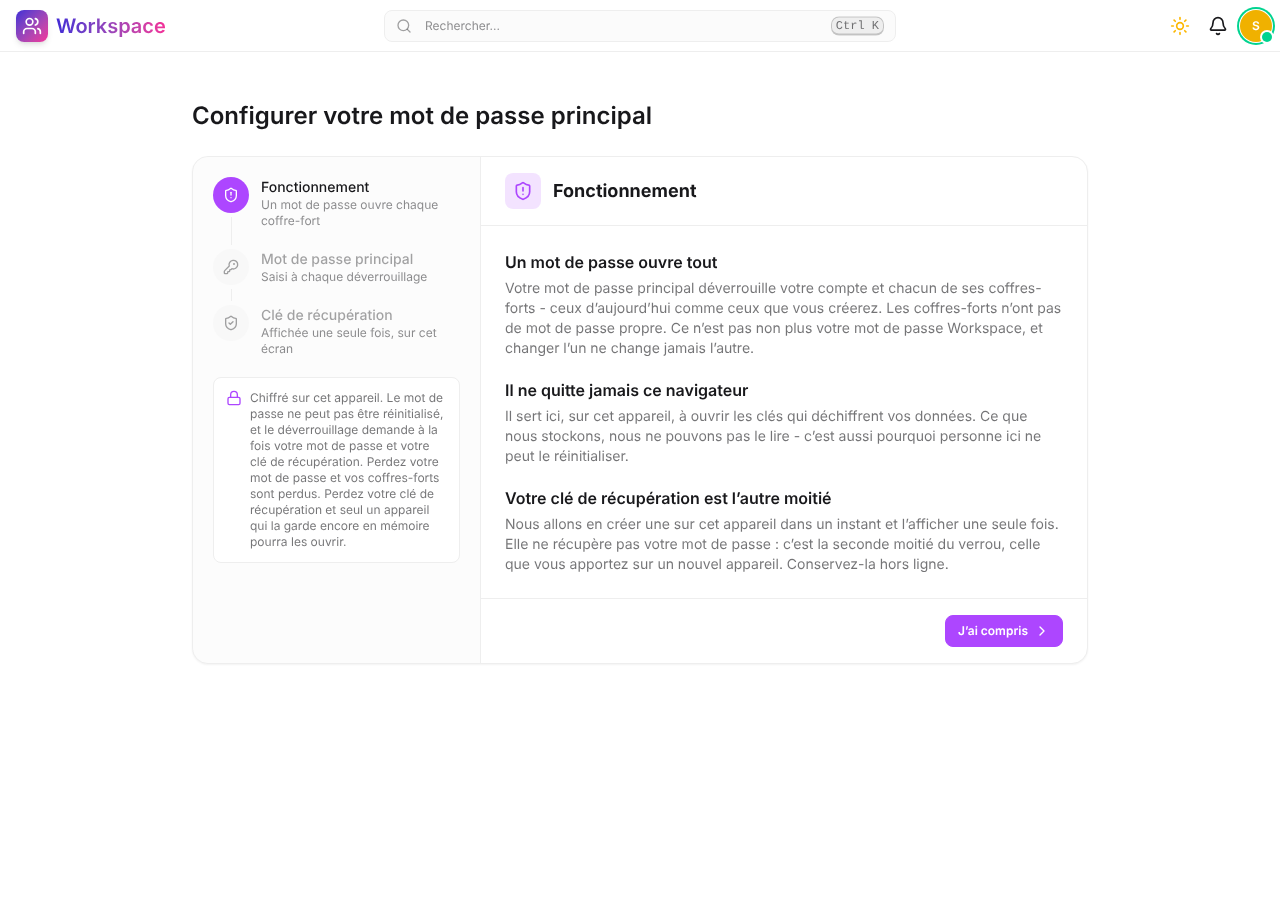 Workspace
Rechercher...
Ctrl K
S
Configurer votre mot de passe principal
Fonctionnement
Un mot de passe ouvre chaque
coffre-fort
Mot de passe principal
Saisi à chaque déverrouillage
Clé de récupération
Affichée une seule fois, sur cet
écran
Chiffré sur cet appareil. Le mot de
passe ne peut pas être réinitialisé,
et le déverrouillage demande à la
fois votre mot de passe et votre
clé de récupération. Perdez votre
mot de passe et vos coffres-forts
sont perdus. Perdez votre clé de
récupération et seul un appareil
qui la garde encore en mémoire
pourra les ouvrir.
Fonctionnement
Un mot de passe ouvre tout
Votre mot de passe principal déverrouille votre compte et chacun de ses coffres-
forts - ceux d’aujourd’hui comme ceux que vous créerez. Les coffres-forts n’ont pas
de mot de passe propre. Ce n’est pas non plus votre mot de passe Workspace, et
changer l’un ne change jamais l’autre.
Il ne quitte jamais ce navigateur
Il sert ici, sur cet appareil, à ouvrir les clés qui déchiffrent vos données. Ce que
nous stockons, nous ne pouvons pas le lire - c’est aussi pourquoi personne ici ne
peut le réinitialiser.
Votre clé de récupération est l’autre moitié
Nous allons en créer une sur cet appareil dans un instant et l’afficher une seule fois.
Elle ne récupère pas votre mot de passe : c’est la seconde moitié du verrou, celle
que vous apportez sur un nouvel appareil. Conservez-la hors ligne.
J’ai compris